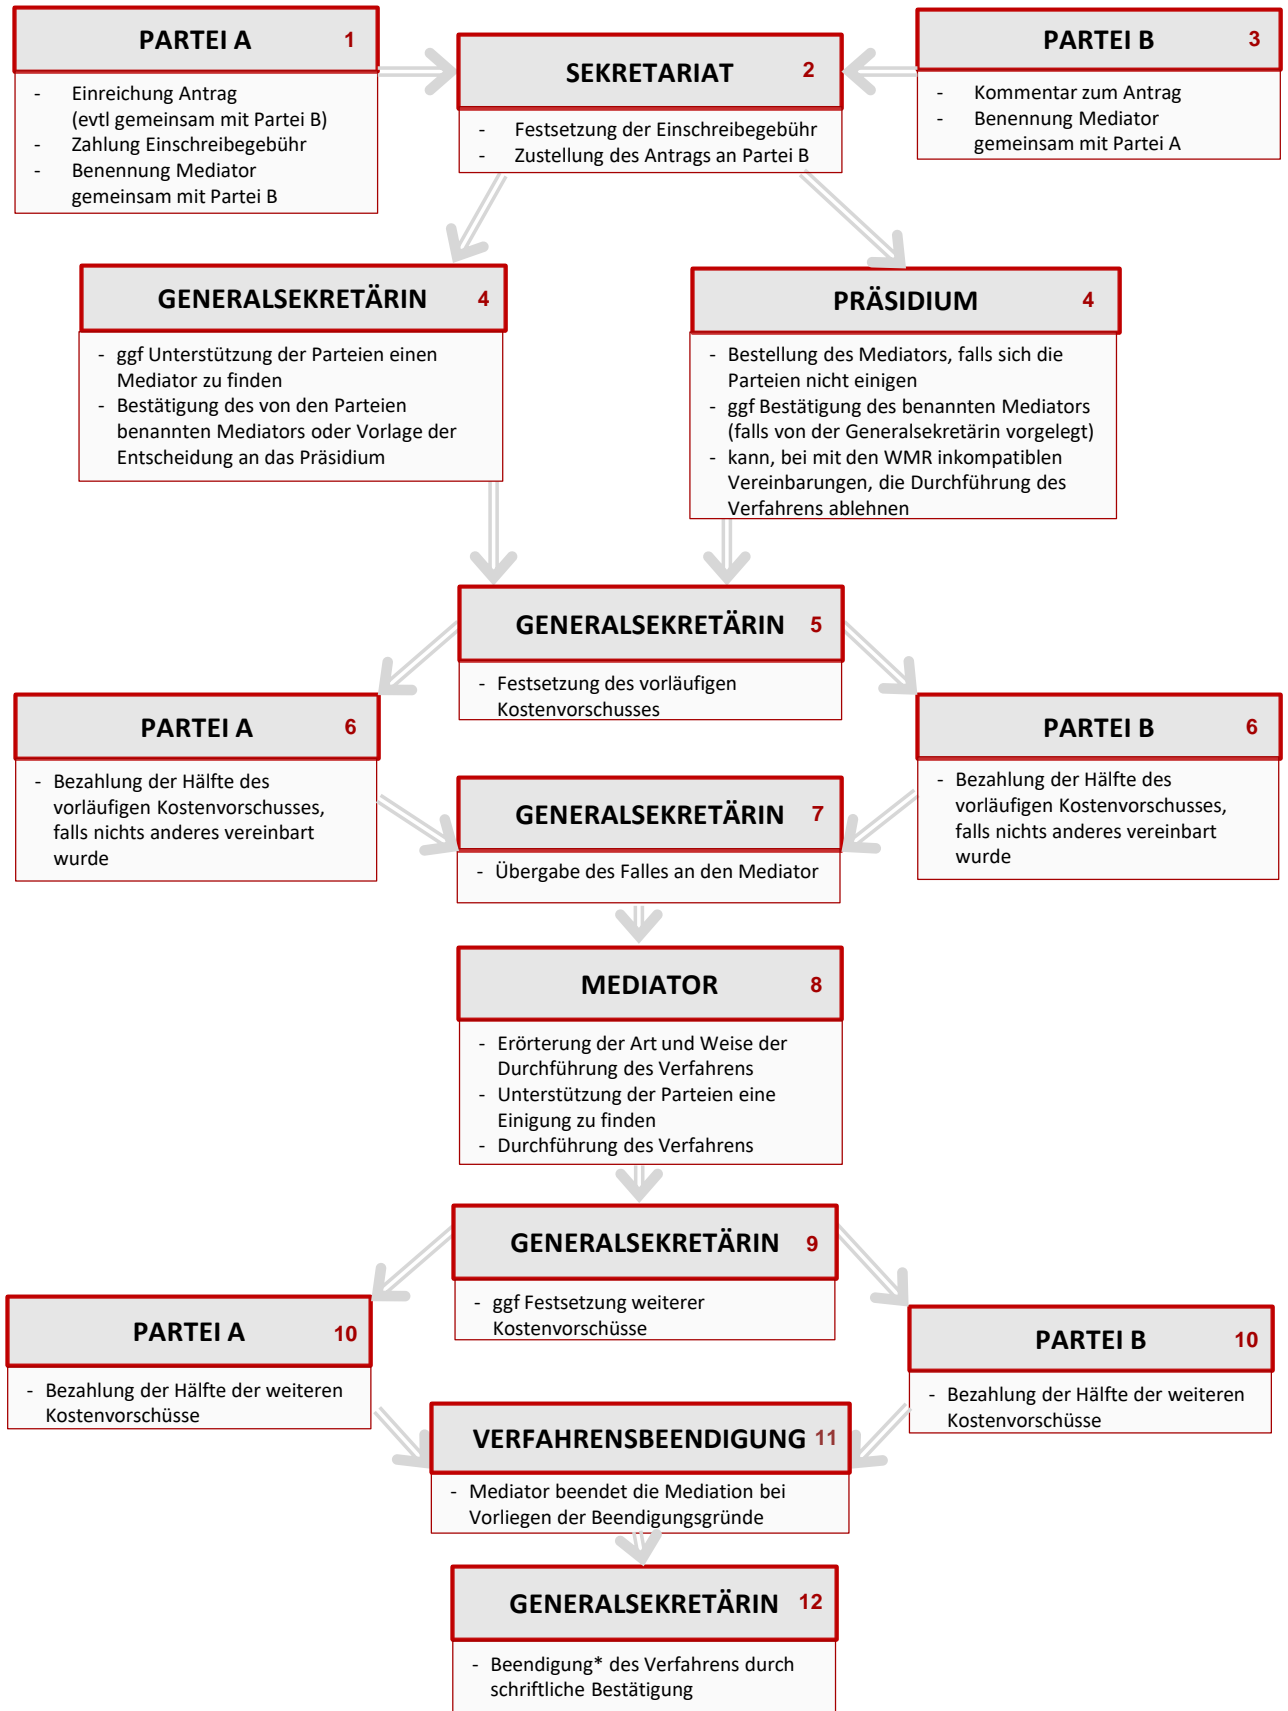 PARTEI A 1
- Einreichung Antrag
(evtl gemeinsam mit Partei B)
- Zahlung Einschreibegebühr
- Benennung Mediator
gemeinsam mit Partei B
SEKRETARIAT 2
- Festsetzung der Einschreibegebühr
- Zustellung des Antrags an Partei B
PARTEI B 3
- Kommentar zum Antrag
- Benennung Mediator
gemeinsam mit Partei A
GENERALSEKRETÄRIN 4
- ggf Unterstützung der Parteien einen
Mediator zu finden
- Bestätigung des von den Parteien
benannten Mediators oder Vorlage der
Entscheidung an das Präsidium
PRÄSIDIUM 4
- Bestellung des Mediators, falls sich die
Parteien nicht einigen
- ggf Bestätigung des benannten Mediators
(falls von der Generalsekretärin vorgelegt)
- kann, bei mit den WMR inkompatiblen
Vereinbarungen, die Durchführung des
Verfahrens ablehnen
GENERALSEKRETÄRIN 5
- Festsetzung des vorläufigen
Kostenvorschusses
PARTEI A 6
- Bezahlung der Hälfte des
vorläufigen Kostenvorschusses,
falls nichts anderes vereinbart
wurde
PARTEI B 6
- Bezahlung der Hälfte des
vorläufigen Kostenvorschusses,
falls nichts anderes vereinbart
wurde
GENERALSEKRETÄRIN 7
- Übergabe des Falles an den Mediator
MEDIATOR 8
- Erörterung der Art und Weise der
Durchführung des Verfahrens
- Unterstützung der Parteien eine
Einigung zu finden
- Durchführung des Verfahrens
GENERALSEKRETÄRIN 9
- ggf Festsetzung weiterer
Kostenvorschüsse
PARTEI A 10
- Bezahlung der Hälfte der weiteren
Kostenvorschüsse
PARTEI B 10
- Bezahlung der Hälfte der weiteren
Kostenvorschüsse
VERFAHRENSBEENDIGUNG 11
- Mediator beendet die Mediation bei
Vorliegen der Beendigungsgründe
GENERALSEKRETÄRIN 12
- Beendigung* des Verfahrens durch
schriftliche Bestätigung